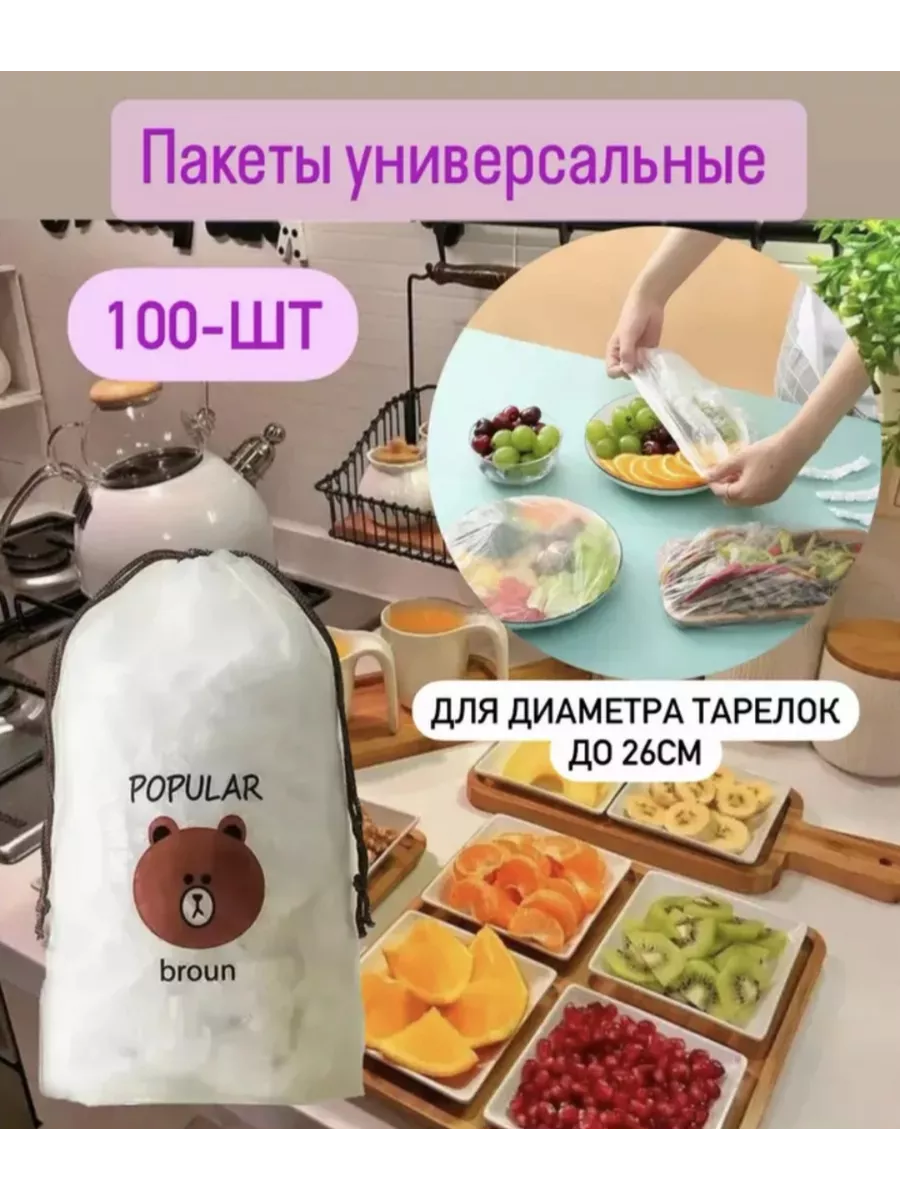 Пакеты универсальные
100-ШТ
ДЛЯ ДИАМЕТРА ТАРЕЛОК
ДО 26СМ
POPULAR
broun